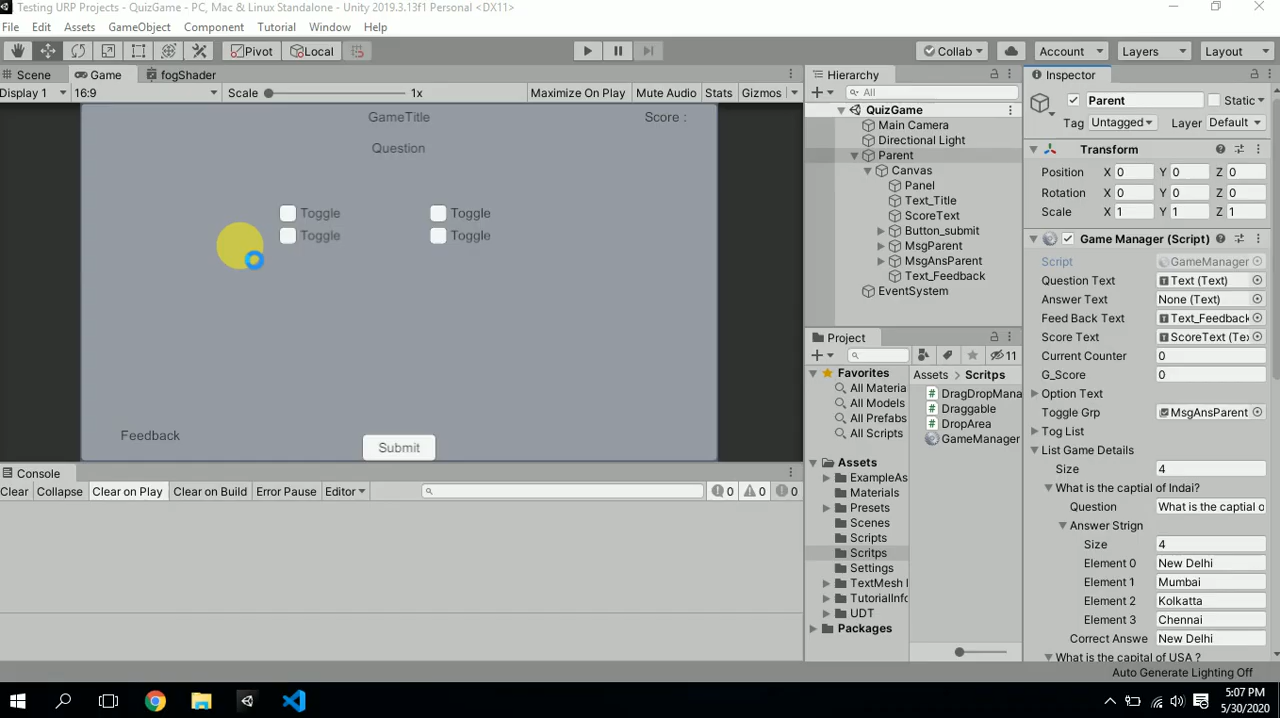 Testing URP Projects - QuizGame - PC, Mac & Linux Standalone - Unity 2019.3.13f1 Personal <DX11>
File Edit Assets GameObject Component Tutorial Window Help
Pivot Local Collab Account Layers Layout
Scene Game fogShader
Display 1 16:9 Scale 1x Maximize On Play Mute Audio Stats Gizmos
GameTitle Score :
Question
Toggle Toggle
Toggle Toggle
Feedback
Submit
Console
Clear Collapse Clear on Play Clear on Build Error Pause Editor 0 0 0
Hierarchy
All
QuizGame
Main Camera
Directional Light
Parent
Canvas
Panel
Text_Title
ScoreText
Button_submit
MsgParent
MsgAnsParent
Text_Feedback
EventSystem
Project
11
Favorites
All Materia
All Models
All Prefabs
All Scripts
Assets
ExampleAs
Materials
Presets
Scenes
Scripts
Scritps
Settings
TextMesh
TutorialInfo
UDT
Packages
Assets > Scritps
DragDropMana
Draggable
DropArea
GameManager
Inspector
Parent Static
Tag Untagged Layer Default
Transform
Position X 0 Y 0 Z 0
Rotation X 0 Y 0 Z 0
Scale X 1 Y 1 Z 1
Game Manager (Script)
Script GameManager
Question Text Text (Text)
Answer Text None (Text)
Feed Back Text Text_Feedback
Score Text ScoreText (Te
Current Counter 0
G_Score 0
Option Text
Toggle Grp MsgAnsParent
Tog List
List Game Details
Size 4
What is the captial of Indai?
Question What is the captial o
Answer Strign
Size 4
Element 0 New Delhi
Element 1 Mumbai
Element 2 Kolkatta
Element 3 Chennai
Correct Answe New Delhi
What is the capital of USA ?
Auto Generate Lighting Off
5:07 PM
5/30/2020